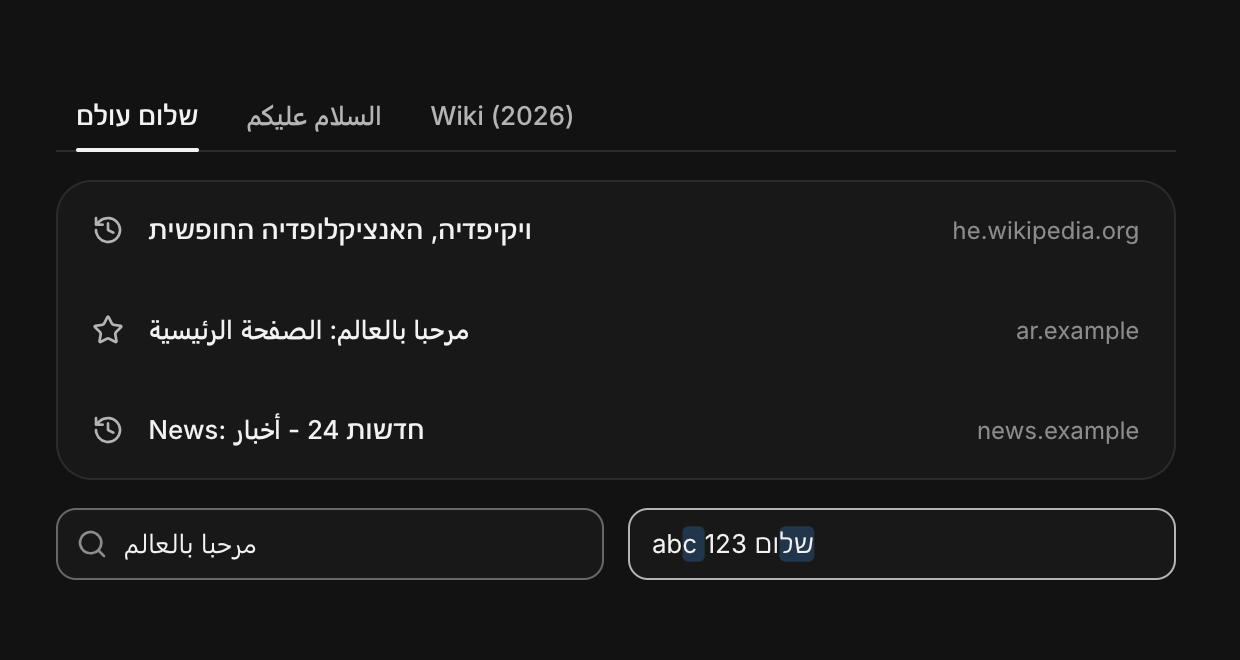 שלום עולם
السلام عليكم
Wiki (2026)
ויקיפדיה, האנציקלופדיה החופשית
he.wikipedia.org
مرحبا بالعالم: الصفحة الرئيسية
ar.example
News: أخبار - 24 חדשות
news.example
مرحبا بالعالم
abc שלום 123